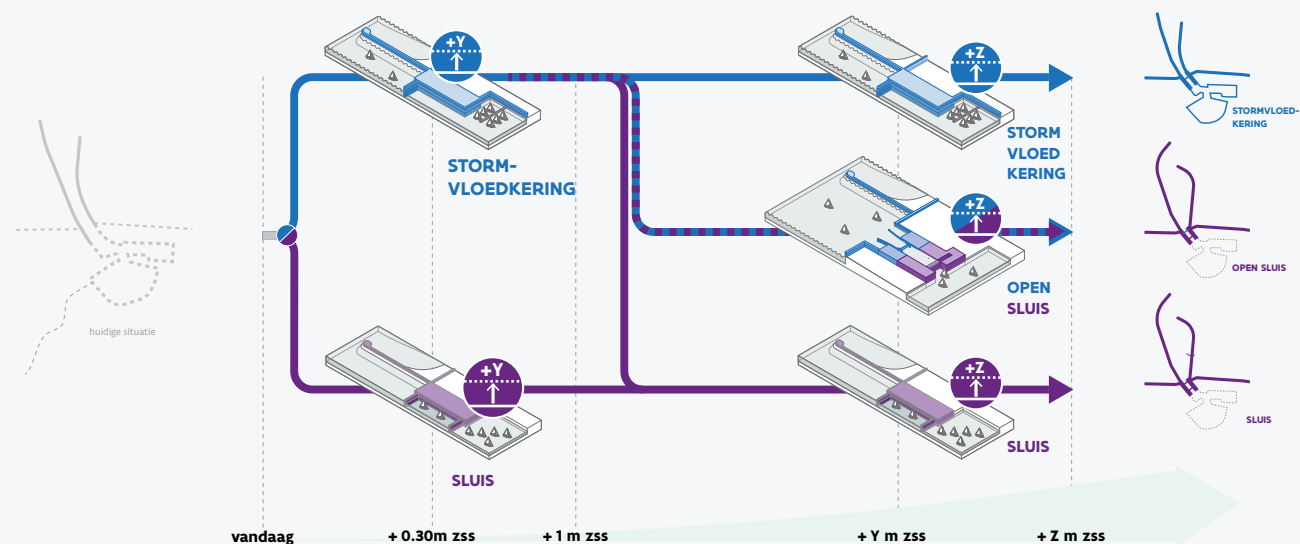 +Y
+Z
STORM-
VLOEDKERING
STORM
VLOED
KERING
STORMVLOED-
KERING
+Z
OPEN
SLUIS
OPEN SLUIS
huidige situatie
+Y
+Z
SLUIS
SLUIS
SLUIS
vandaag
+ 0.30m zss
+ 1 m zss
+ Y m zss
+ Z m zss